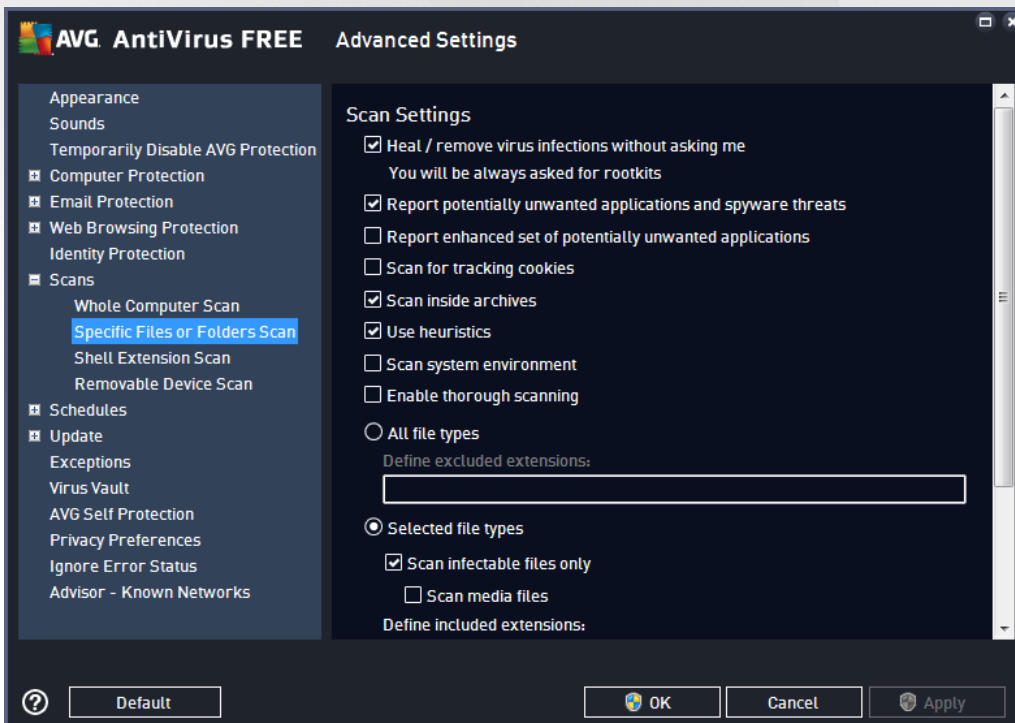 AVG. AntiVirus FREE Advanced Settings
Appearance
Sounds
Temporarily Disable AVG Protection
Computer Protection
Email Protection
Web Browsing Protection
Identity Protection
Scans
Whole Computer Scan
Specific Files or Folders Scan
Shell Extension Scan
Removable Device Scan
Schedules
Update
Exceptions
Virus Vault
AVG Self Protection
Privacy Preferences
Ignore Error Status
Advisor - Known Networks
Scan Settings
Heal / remove virus infections without asking me
You will be always asked for rootkits
Report potentially unwanted applications and spyware threats
Report enhanced set of potentially unwanted applications
Scan for tracking cookies
Scan inside archives
Use heuristics
Scan system environment
Enable thorough scanning
All file types
Define excluded extensions:
Selected file types
Scan infectable files only
Scan media files
Define included extensions:
? Default OK Cancel Apply